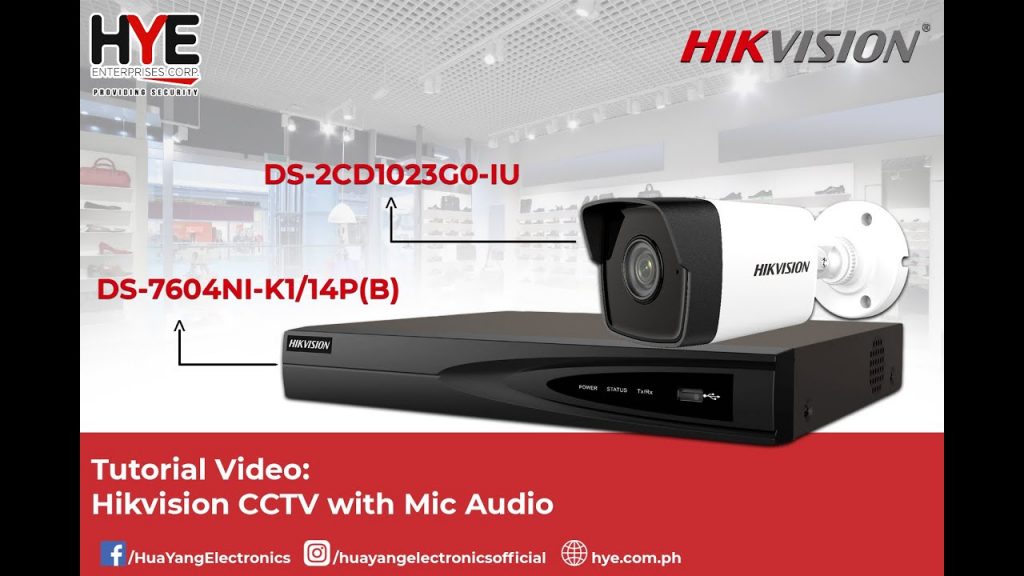 HYE
ENTERPRISES CORP.
PROVIDING SECURITY
HIKVISION®
DS-2CD1023G0-IU
HIKVISION
DS-7604NI-K1/14P(B)
HIKVISION
POWER STATUS Tx/Rx
Tutorial Video:
Hikvision CCTV with Mic Audio
/HuaYangElectronics /huayangelectronicsofficial hye.com.ph